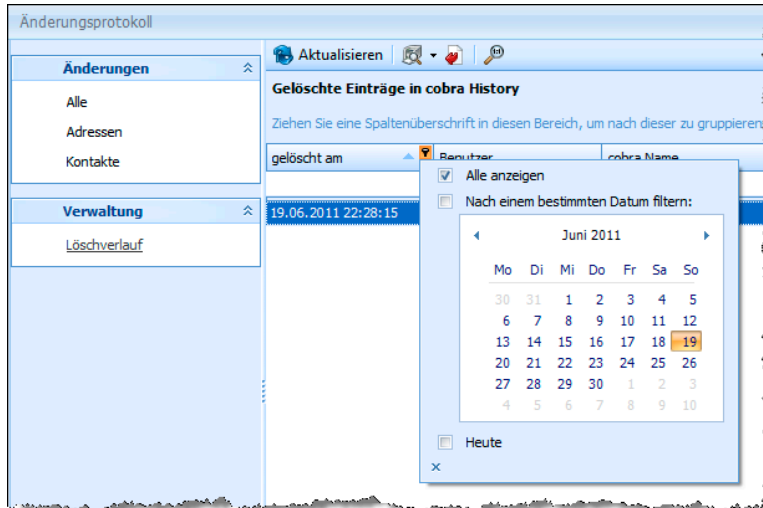 Änderungsprotokoll
Änderungen
Alle
Adressen
Kontakte
Verwaltung
Löschverlauf
Aktualisieren
Gelöschte Einträge in cobra History
Ziehen Sie eine Spaltenüberschrift in diesen Bereich, um nach dieser zu gruppieren
gelöscht am Benutzer cobra Name
19.06.2011 22:28:15
Alle anzeigen
Nach einem bestimmten Datum filtern:
Juni 2011
Mo Di Mi Do Fr Sa So
30 31 1 2 3 4 5
6 7 8 9 10 11 12
13 14 15 16 17 18 19
20 21 22 23 24 25 26
27 28 29 30 1 2 3
4 5 6 7 8 9 10
Heute